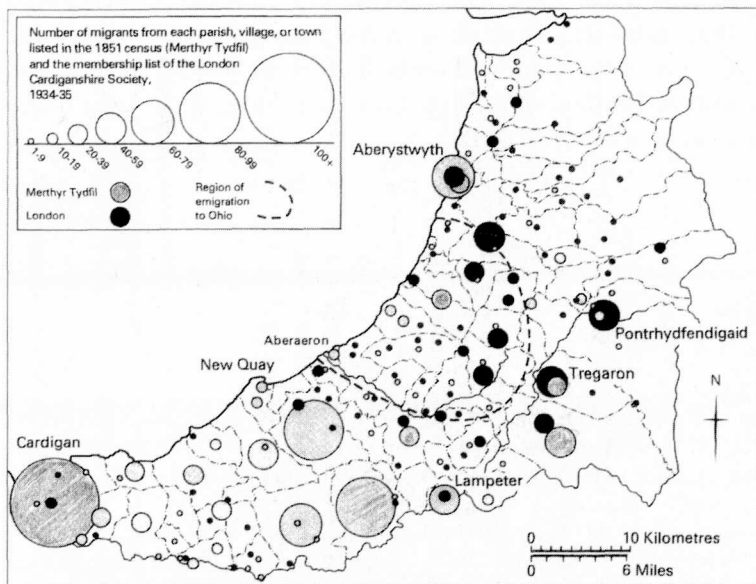 Number of migrants from each parish, village, or town
listed in the 1851 census (Merthyr Tydfil)
and the membership list of the London
Cardiganshire Society,
1934-35
1-9
10-19
20-39
40-59
60-79
80-99
100+
Merthyr Tydfil
London
Region of
emigration
to Ohio
Aberystwyth
Pontrhydfendigaid
Aberaeron
New Quay
Tregaron
N
Cardigan
Lampeter
0 10 Kilometres
0 6 Miles